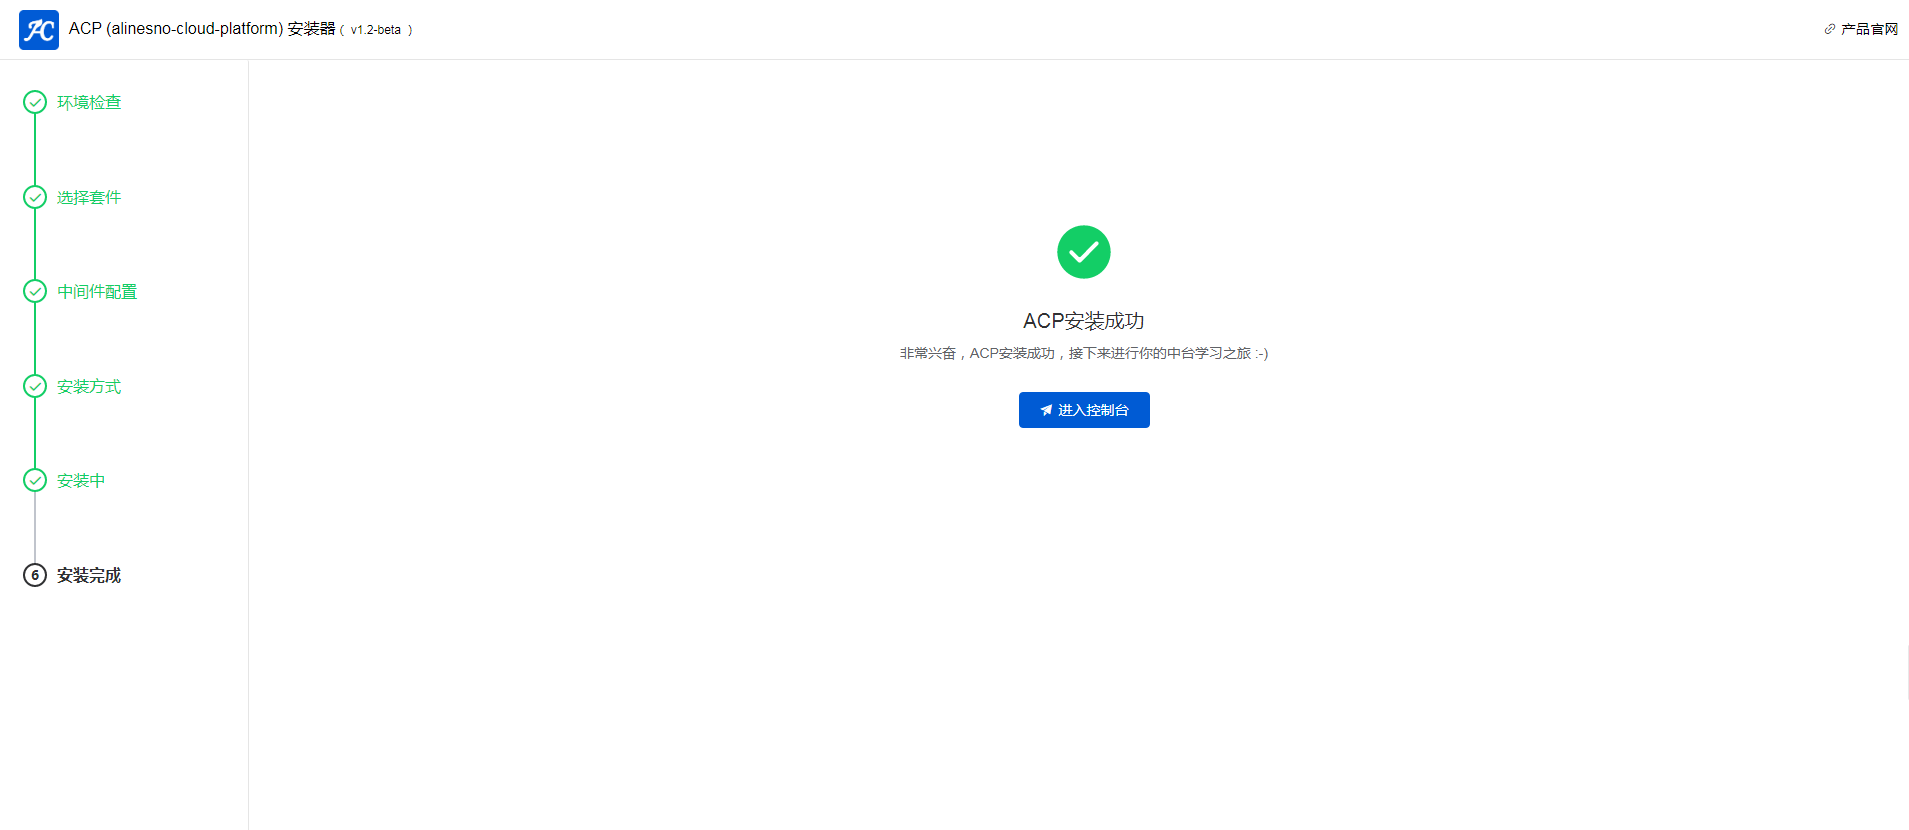 AC
ACP (alinesno-cloud-platform) 安装器 ( v1.2-beta )
产品官网
环境检查
选择套件
中间件配置
安装方式
安装中
6 安装完成
ACP安装成功
非常兴奋，ACP安装成功，接下来进行你的中台学习之旅 :-)
进入控制台